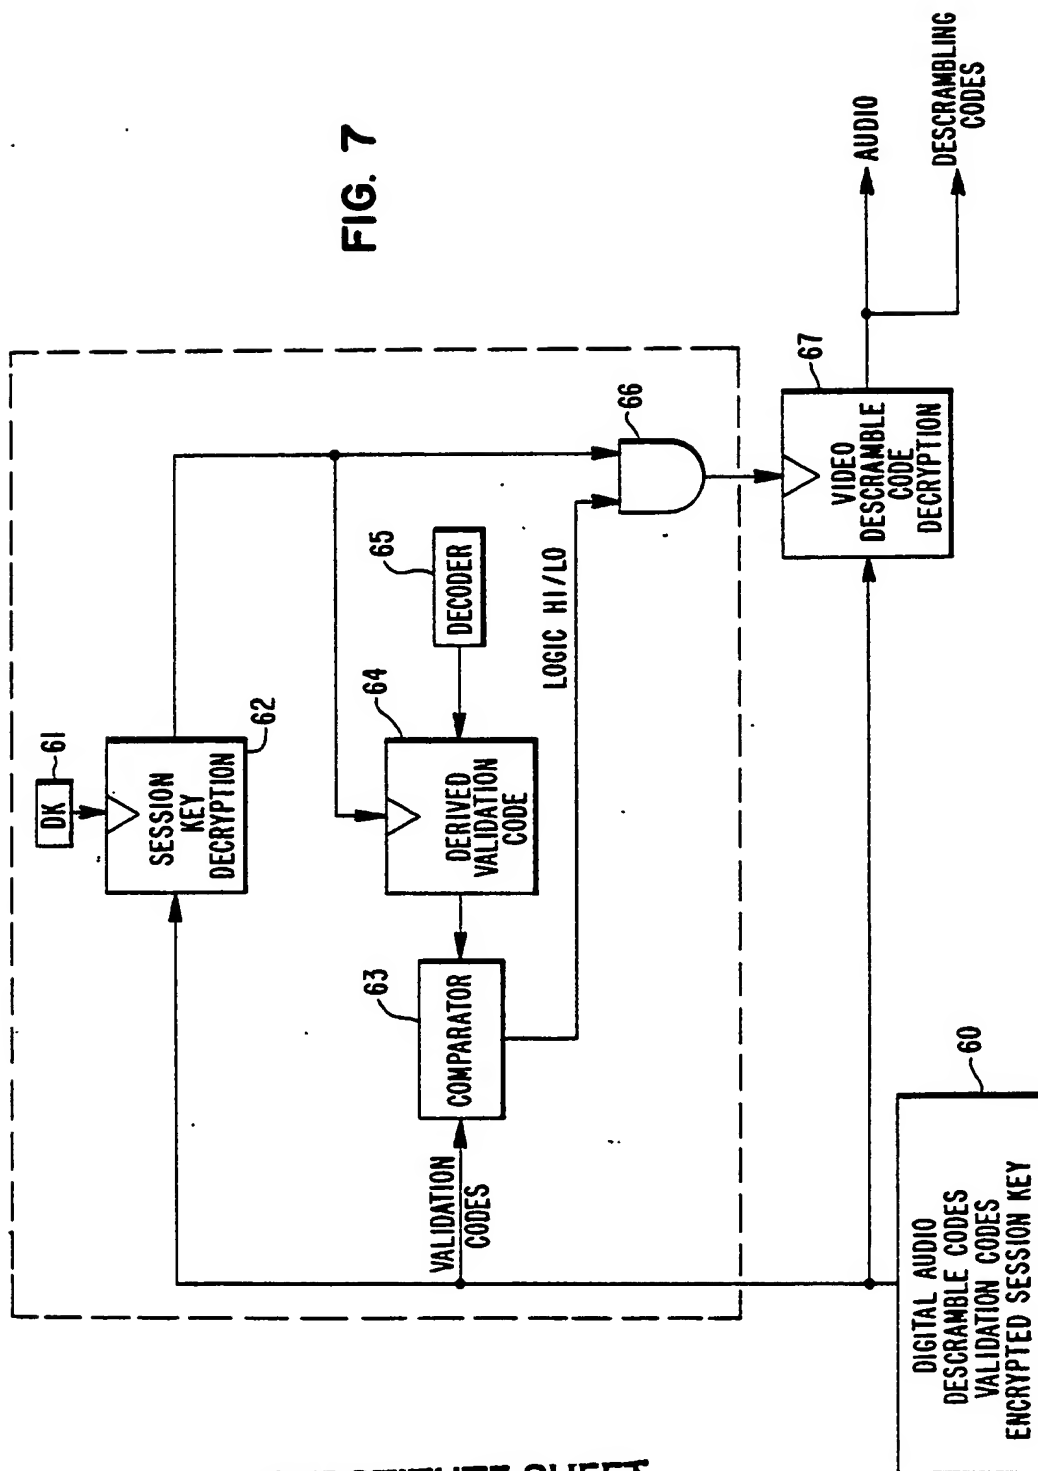 FIG. 7
DK
61
SESSION
KEY
DECRYPTION
62
63
COMPARATOR
64
DERIVED
VALIDATION
CODE
65
DECODER
VALIDATION
CODES
LOGIC HI/LO
66
67
VIDEO
DESCRAMBLE
CODE
DECRYPTION
AUDIO
DESCRAMBLING
CODES
60
DIGITAL AUDIO
DESCRAMBLE CODES
VALIDATION CODES
ENCRYPTED SESSION KEY
SHEET